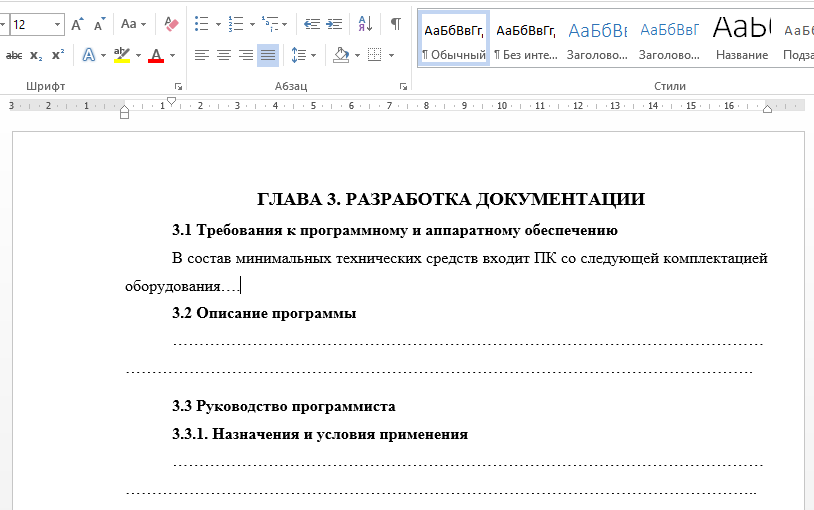 12
Aa
АаБбВвГг,
АаБбВвГг,
АаБбВı
АаБбВвГ
АаБ
АаБбВ
abc x₂ x² A ab A
¶ Обычный
¶ Без инте...
Заголово...
Заголово...
Название
Подза
Шрифт
Абзац
Стили
3 2 1 1 2 3 4 5 6 7 8 9 10 11 12 13 14 15 16
ГЛАВА 3. РАЗРАБОТКА ДОКУМЕНТАЦИИ
3.1 Требования к программному и аппаратному обеспечению
В состав минимальных технических средств входит ПК со следующей комплектацией
оборудования….
3.2 Описание программы
3.3 Руководство программиста
3.3.1. Назначения и условия применения